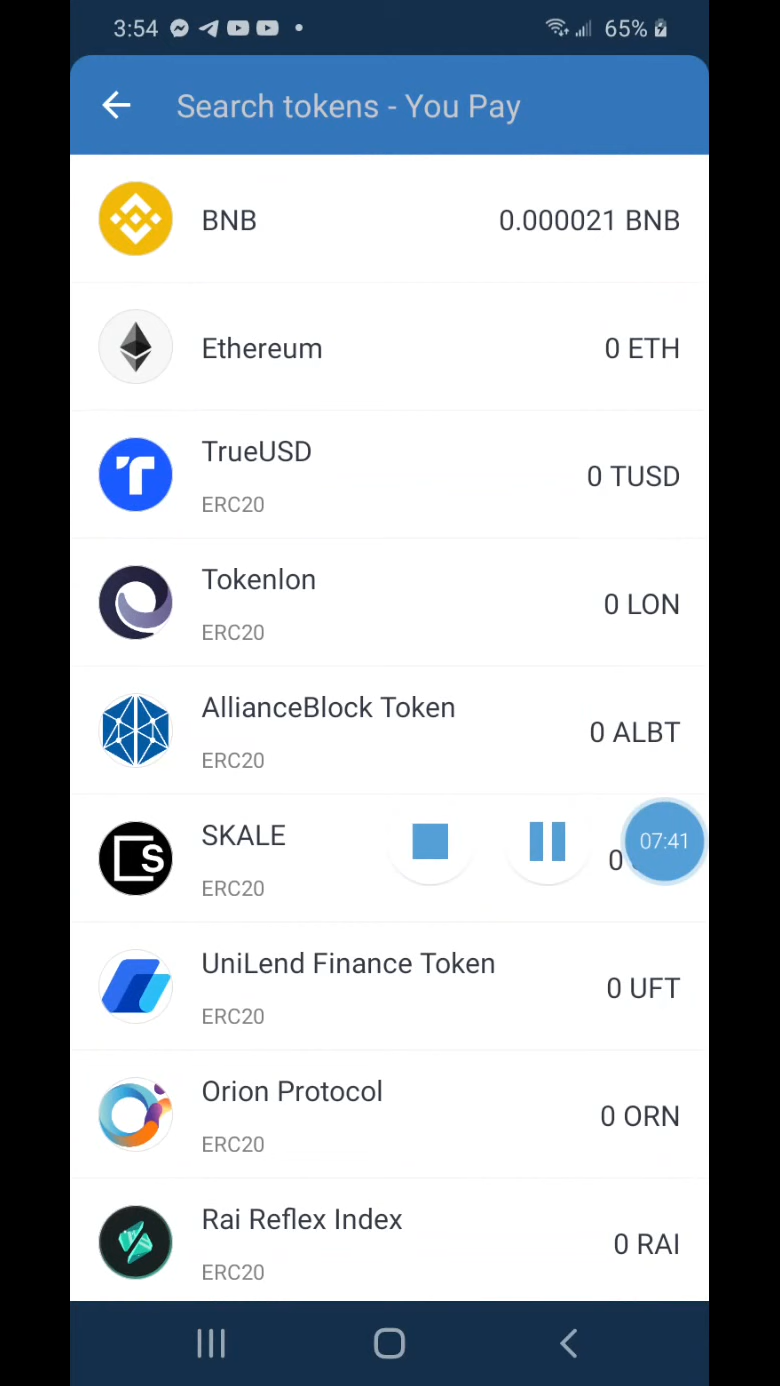 3:54
65%
Search tokens - You Pay
BNB
0.000021 BNB
Ethereum
0 ETH
TrueUSD
0 TUSD
ERC20
Tokenlon
0 LON
ERC20
AllianceBlock Token
0 ALBT
ERC20
SKALE
0
07:41
ERC20
UniLend Finance Token
0 UFT
ERC20
Orion Protocol
0 ORN
ERC20
Rai Reflex Index
0 RAI
ERC20